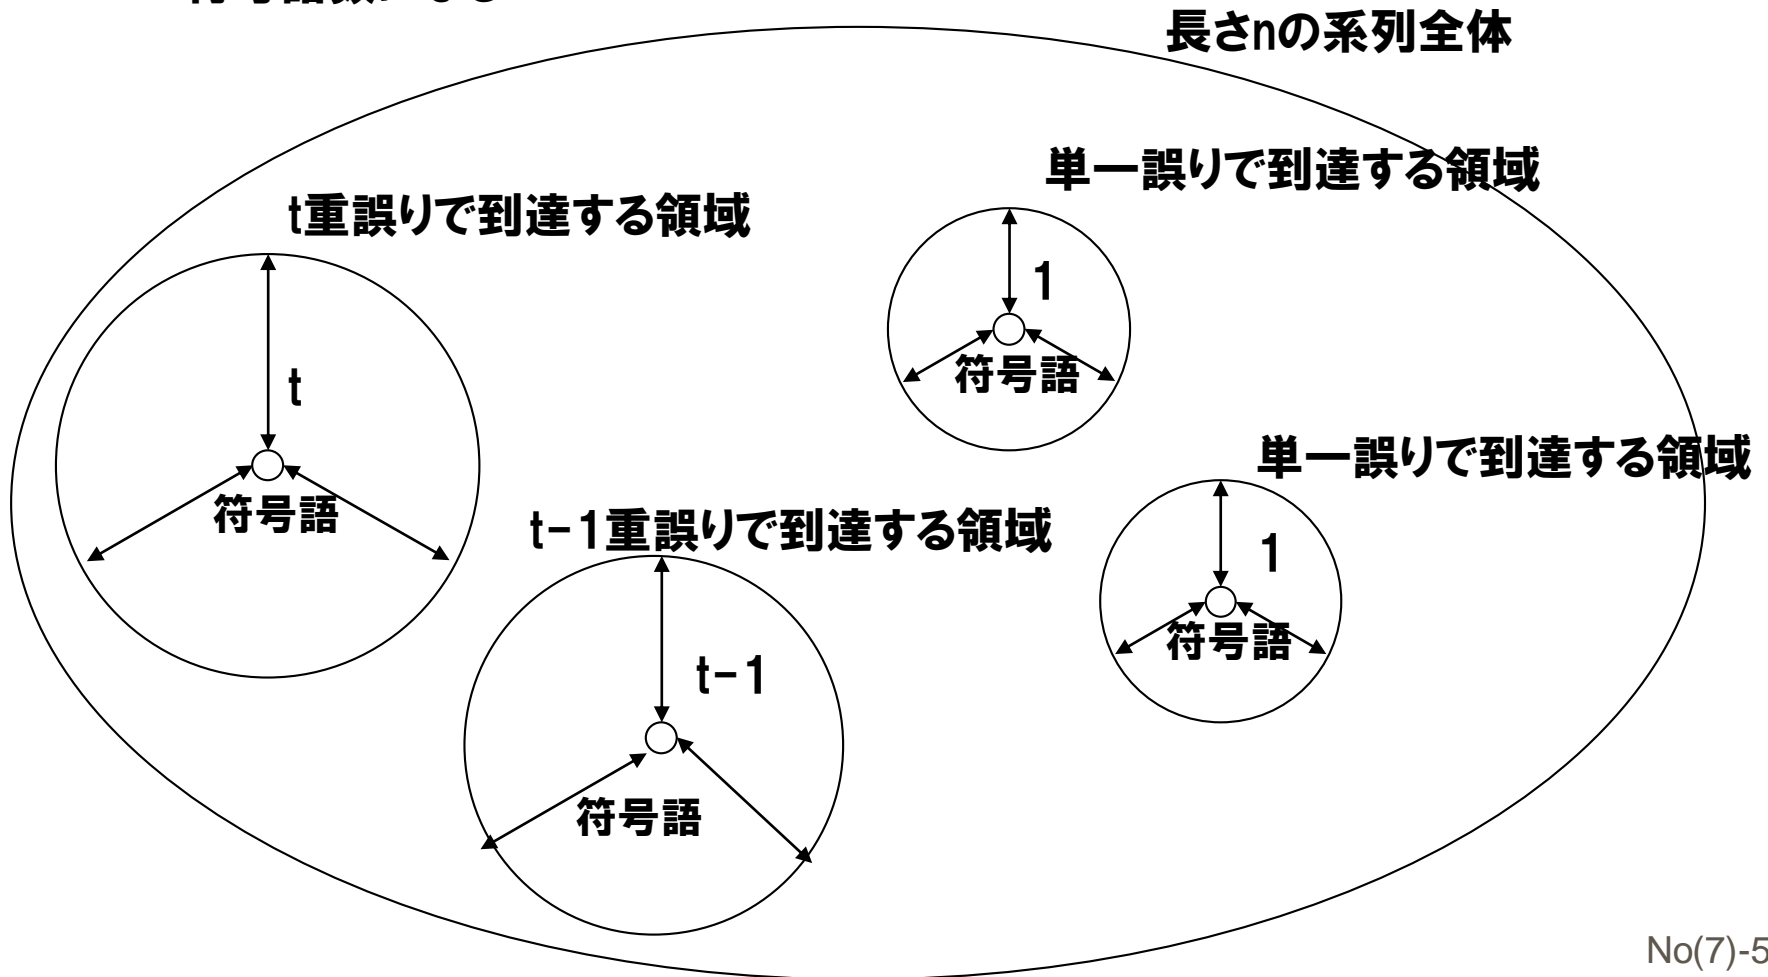 長さnの系列全体
単一誤りで到達する領域
t重誤りで到達する領域
1
符号語
t
単一誤りで到達する領域
符号語
t-1重誤りで到達する領域
1
符号語
t-1
符号語
No(7)-5